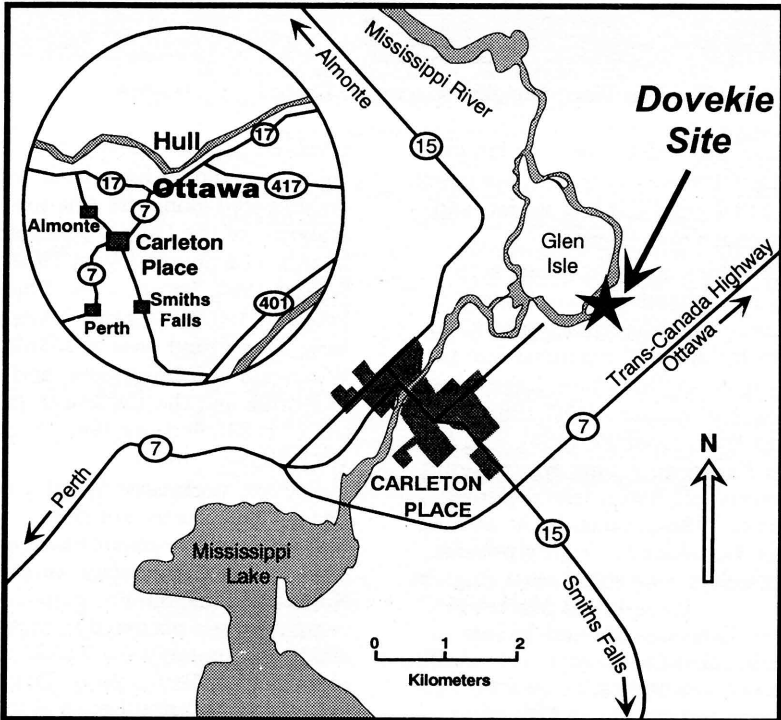 Almonte
Mississippi River
15
Dovekie
Site
Hull
17
17
Ottawa
417
7
Almonte
Carleton
Place
7
Smiths
Falls
Perth
401
Glen
Isle
Trans-Canada Highway
Ottawa
7
7
Perth
CARLETON
PLACE
N
Mississippi
Lake
15
Smiths Falls
0 1 2
Kilometers